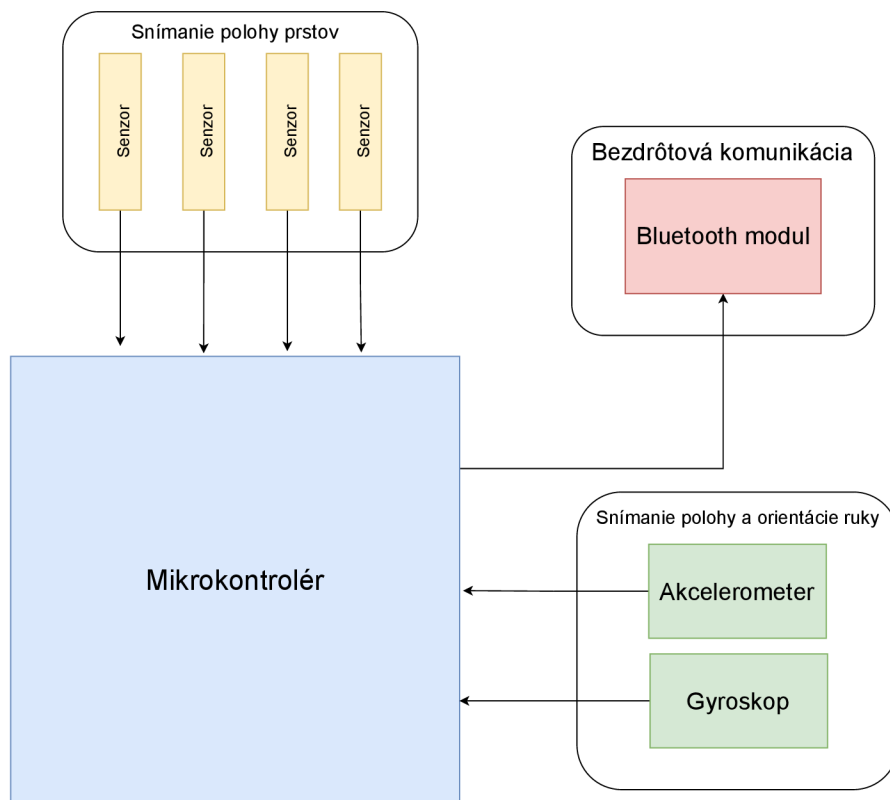 Snímanie polohy prstov
Senzor
Senzor
Senzor
Senzor
Bezdrôtová komunikácia
Bluetooth modul
Mikrokontrolér
Snímanie polohy a orientácie ruky
Akcelerometer
Gyroskop